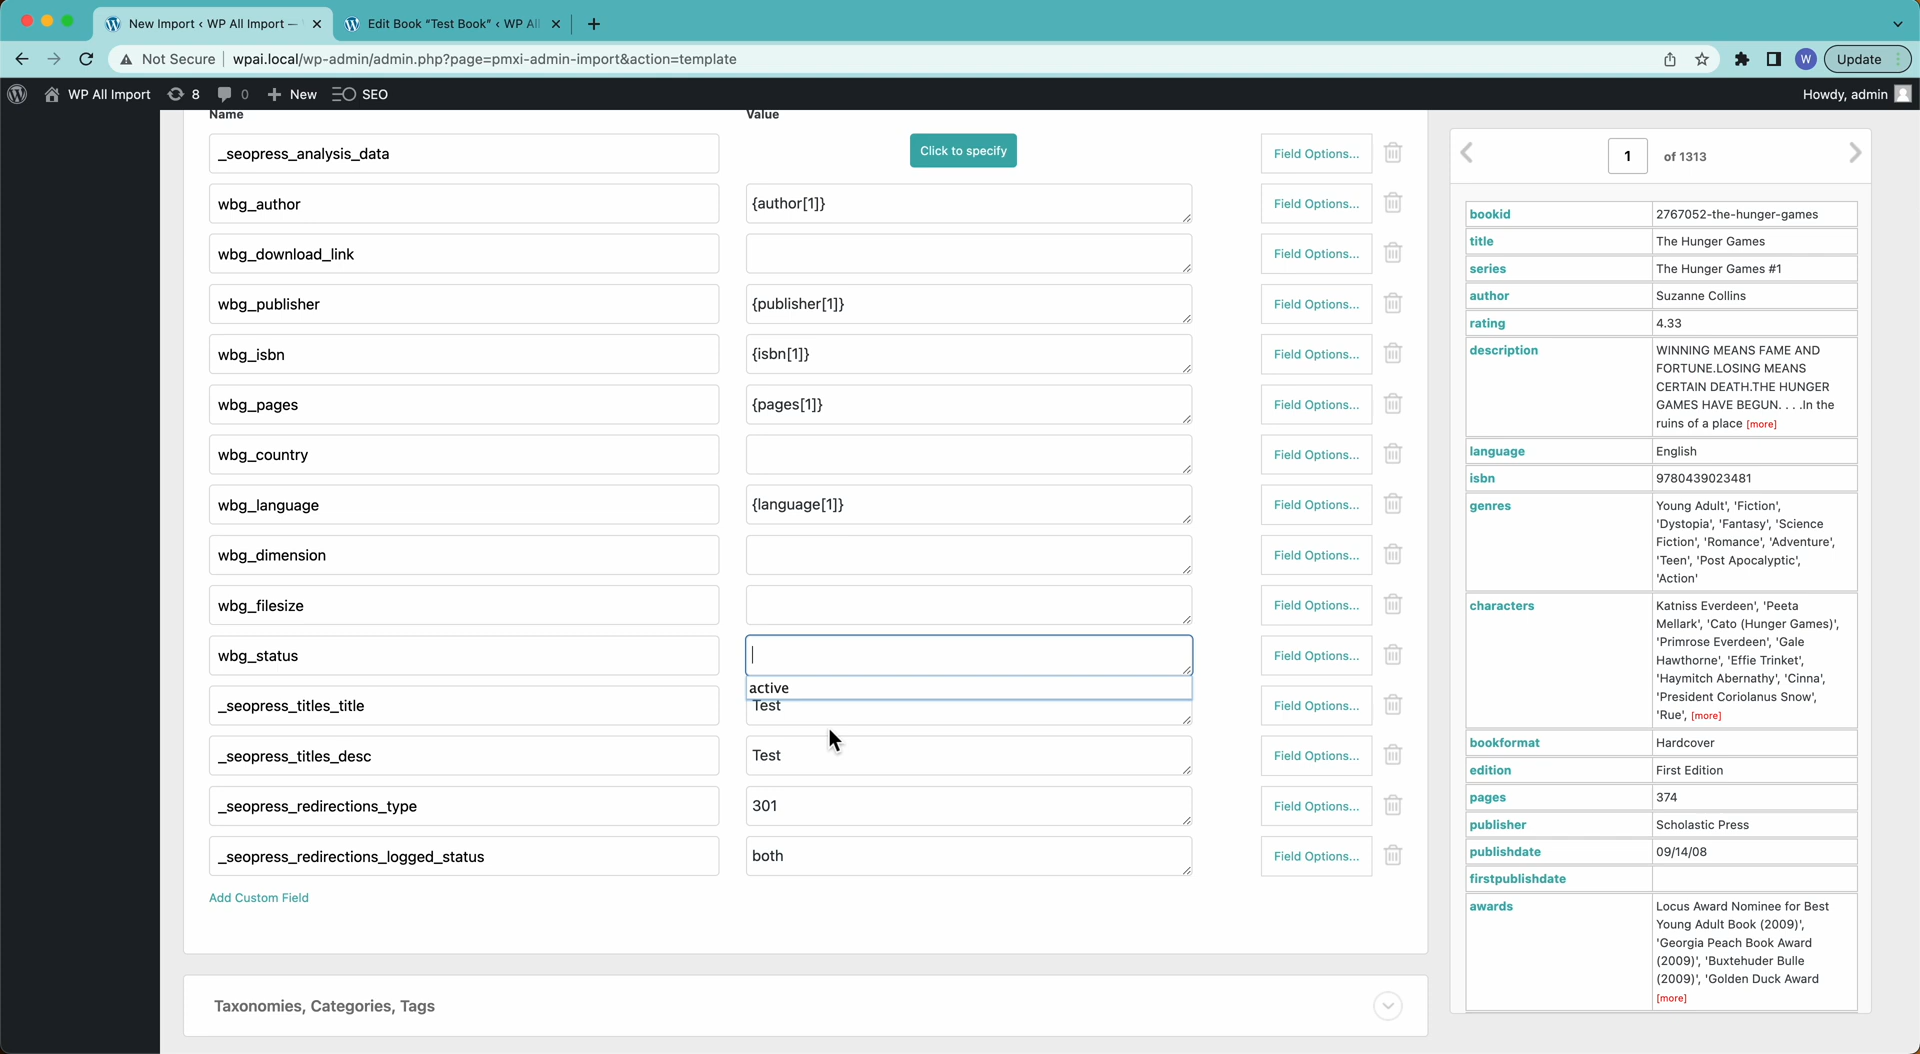 New Import ‹ WP All Import —
Edit Book “Test Book” ‹ WP All
Not Secure
wpai.local/wp-admin/admin.php?page=pmxi-admin-import&action=template
W
Update
WP All Import
8
0
New
SEO
Howdy, admin
Name
Value
_seopress_analysis_data
Click to specify
Field Options...
wbg_author
{author[1]}
Field Options...
wbg_download_link
Field Options...
wbg_publisher
{publisher[1]}
Field Options...
wbg_isbn
{isbn[1]}
Field Options...
wbg_pages
{pages[1]}
Field Options...
wbg_country
Field Options...
wbg_language
{language[1]}
Field Options...
wbg_dimension
Field Options...
wbg_filesize
Field Options...
wbg_status
Field Options...
active
_seopress_titles_title
Test
Field Options...
_seopress_titles_desc
Test
Field Options...
_seopress_redirections_type
301
Field Options...
_seopress_redirections_logged_status
both
Field Options...
Add Custom Field
Taxonomies, Categories, Tags
1
of 1313
bookid
2767052-the-hunger-games
title
The Hunger Games
series
The Hunger Games #1
author
Suzanne Collins
rating
4.33
description
WINNING MEANS FAME AND
FORTUNE.LOSING MEANS
CERTAIN DEATH.THE HUNGER
GAMES HAVE BEGUN. . . .In the
ruins of a place [more]
language
English
isbn
9780439023481
genres
Young Adult', 'Fiction',
'Dystopia', 'Fantasy', 'Science
Fiction', 'Romance', 'Adventure',
'Teen', 'Post Apocalyptic',
'Action'
characters
Katniss Everdeen', 'Peeta
Mellark', 'Cato (Hunger Games)',
'Primrose Everdeen', 'Gale
Hawthorne', 'Effie Trinket',
'Haymitch Abernathy', 'Cinna',
'President Coriolanus Snow',
'Rue', [more]
bookformat
Hardcover
edition
First Edition
pages
374
publisher
Scholastic Press
publishdate
09/14/08
firstpublishdate
awards
Locus Award Nominee for Best
Young Adult Book (2009)',
'Georgia Peach Book Award
(2009)', 'Buxtehuder Bulle
(2009)', 'Golden Duck Award
[more]